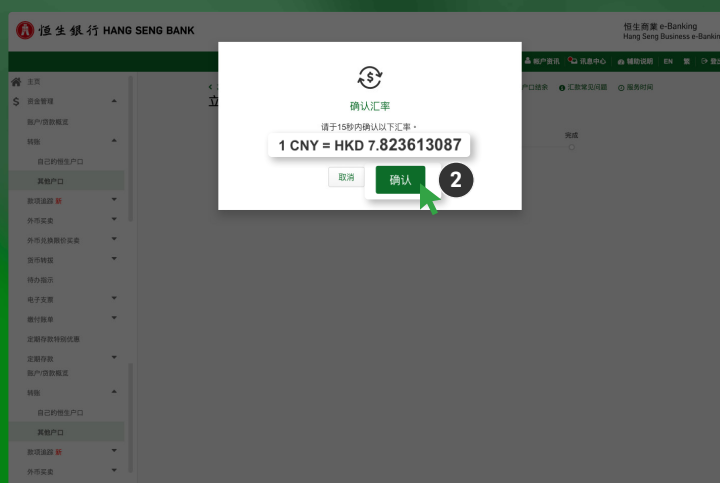 恒生銀行 HANG SENG BANK
恒生商業 e-Banking
Hang Seng Business e-Bankin
账户资讯 讯息中心 辅助说明 EN 繁
主页
资金管理
户口结余 汇款常见问题 服务时间
立
确认汇率
请于15秒内确认以下汇率。
1 CNY = HKD 7.823613087
取消 确认 2
完成
账户/贷款概览
转账
自己的恒生户口
其他户口
款项追踪 新
外币买卖
外币兑换限价买卖
货币转换
待办指示
电子支票
缴付账单
定期存款特别优惠
定期存款
账户/贷款概览
转账
自己的恒生户口
其他户口
款项追踪 新
外币买卖